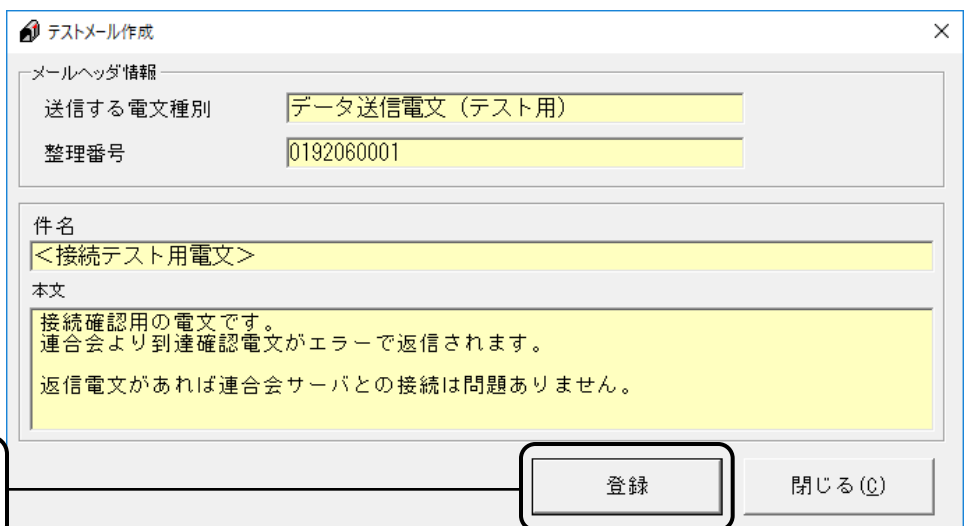 テストメール作成
メールヘッダ情報
送信する電文種別
データ送信電文（テスト用）
整理番号
0192060001
件名
＜接続テスト用電文＞
本文
接続確認用の電文です。
連合会より到達確認電文がエラーで返信されます。
返信電文があれば連合会サーバとの接続は問題ありません。
登録
閉じる(C)